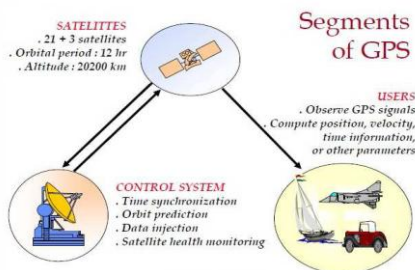 Segments
of GPS
SATELITTES
. 21 + 3 satellites
. Orbital period : 12 hr
. Altitude : 20200 km
USERS
. Observe GPS signals
. Compute position, velocity,
time information,
or other parameters
CONTROL SYSTEM
. Time synchronization
. Orbit prediction
. Data injection
. Satellite health monitoring